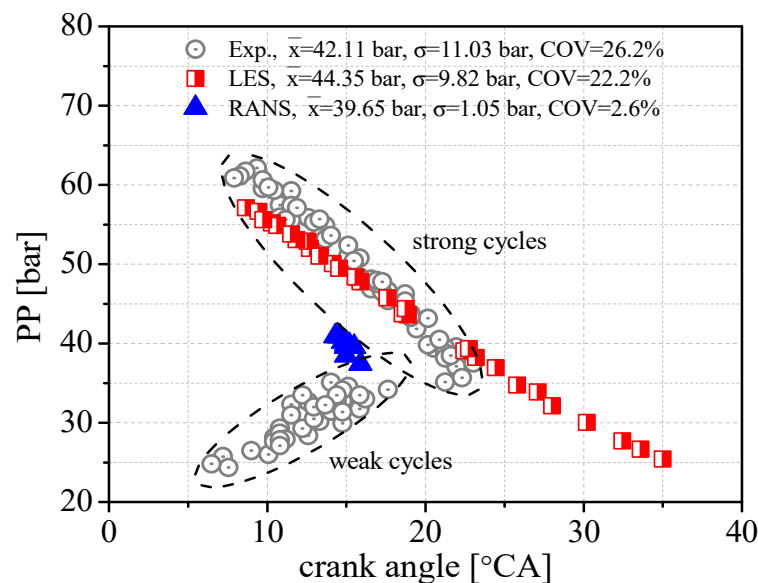 80
70
60
50
40
30
20
PP [bar]
Exp., x̄=42.11 bar, σ=11.03 bar, COV=26.2%
LES, x̄=44.35 bar, σ=9.82 bar, COV=22.2%
RANS, x̄=39.65 bar, σ=1.05 bar, COV=2.6%
strong cycles
weak cycles
0 10 20 30 40
crank angle [°CA]